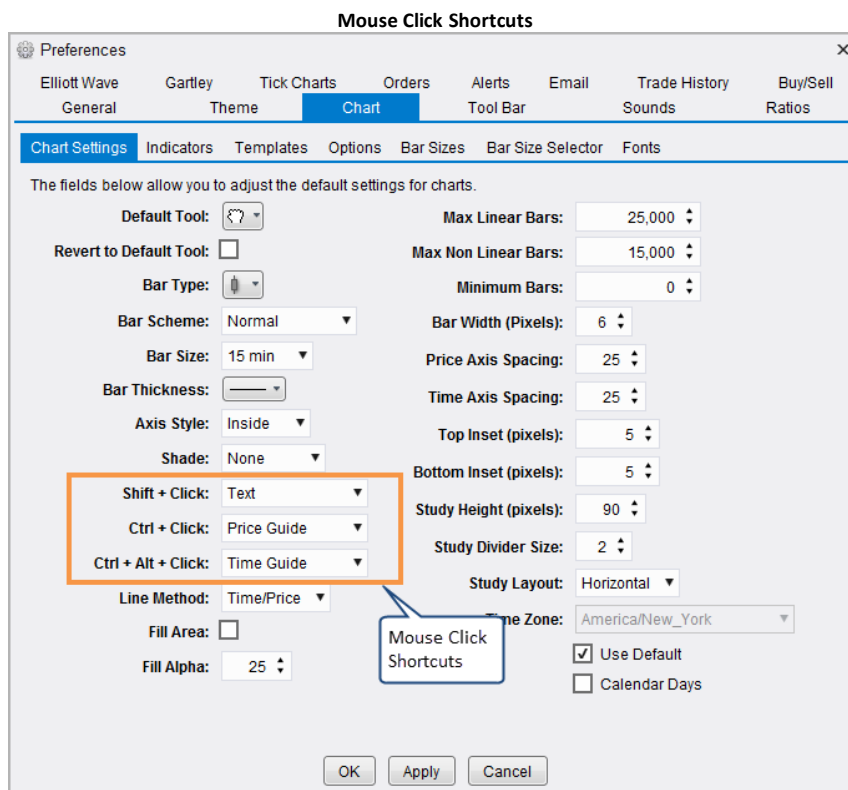 Mouse Click Shortcuts
Preferences
Elliott Wave Gartley Tick Charts Orders Alerts Email Trade History Buy/Sell
General Theme Chart Tool Bar Sounds Ratios
Chart Settings Indicators Templates Options Bar Sizes Bar Size Selector Fonts
The fields below allow you to adjust the default settings for charts.
Default Tool:
Revert to Default Tool:
Bar Type:
Bar Scheme: Normal
Bar Size: 15 min
Bar Thickness:
Axis Style: Inside
Shade: None
Shift + Click: Text
Ctrl + Click: Price Guide
Ctrl + Alt + Click: Time Guide
Line Method: Time/Price
Fill Area:
Fill Alpha: 25
Max Linear Bars: 25,000
Max Non Linear Bars: 15,000
Minimum Bars: 0
Bar Width (Pixels): 6
Price Axis Spacing: 25
Time Axis Spacing: 25
Top Inset (pixels): 5
Bottom Inset (pixels): 5
Study Height (pixels): 90
Study Divider Size: 2
Study Layout: Horizontal
Time Zone: America/New_York
Use Default
Calendar Days
Mouse Click
Shortcuts
OK Apply Cancel